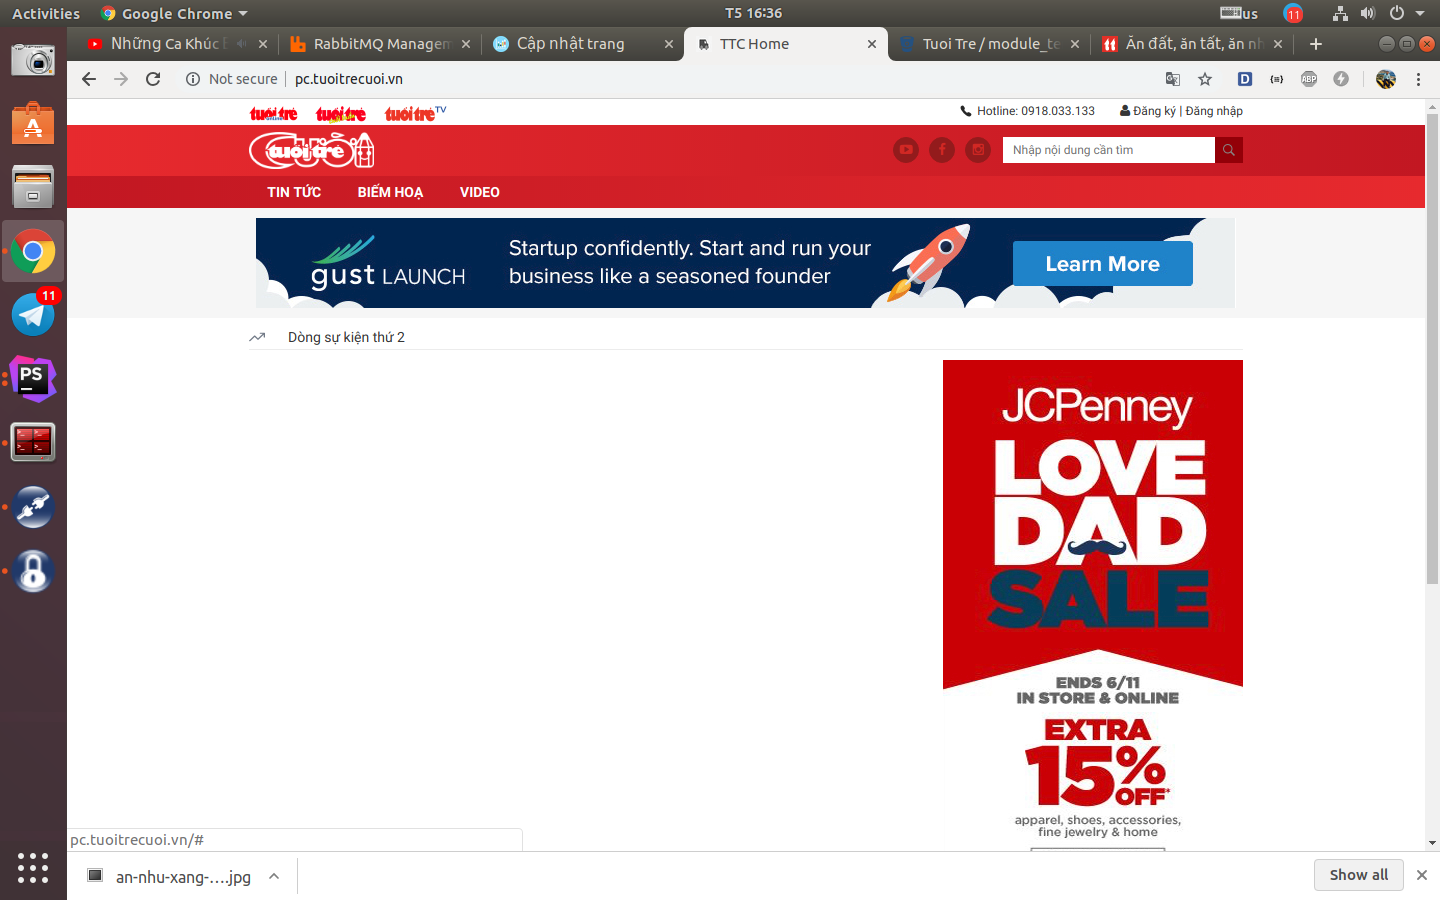 Activities
Google Chrome
T5 16:36
us
11
Những Ca Khúc
RabbitMQ Managem
Cập nhật trang
TTC Home
Tuoi Tre / module_te
Ăn đất, ăn tất, ăn nh
Not secure
pc.tuoitrecuoi.vn
ABP
tuổi trẻ
tuổi trẻ
tuổi trẻ TV
Hotline: 0918.033.133
Đăng ký | Đăng nhập
tuổi trẻ
Nhập nội dung cần tìm
TIN TỨC
BIẾM HOẠ
VIDEO
gust LAUNCH
Startup confidently. Start and run your
business like a seasoned founder
Learn More
11
PS
Dòng sự kiện thứ 2
JCPenney
LOVE
DAD
SALE
ENDS 6/11
IN STORE & ONLINE
EXTRA
15%
OFF*
apparel, shoes, accessories,
fine jewelry & home
pc.tuoitrecuoi.vn/#
an-nhu-xang-....jpg
Show all